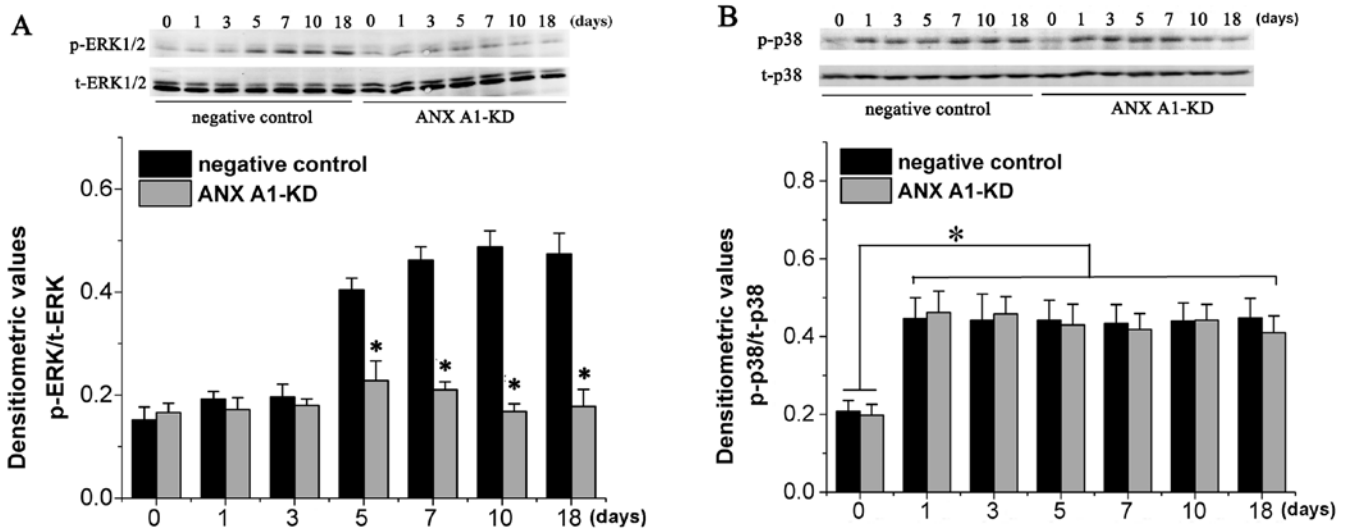 A
0 1 3 5 7 10 18 0 1 3 5 7 10 18 (days)
p-ERK1/2
t-ERK1/2
negative control ANX A1-KD
negative control
ANX A1-KD
Densitiometric values
p-ERK/t-ERK
0.6
0.4
0.2
0.0
* * * *
0 1 3 5 7 10 18 (days)
B
0 1 3 5 7 10 18 0 1 3 5 7 10 18 (days)
p-p38
t-p38
negative control ANX A1-KD
negative control
ANX A1-KD
Densitiometric values
p-p38/t-p38
0.8
0.6
0.4
0.2
0.0
*
0 1 3 5 7 10 18 (days)